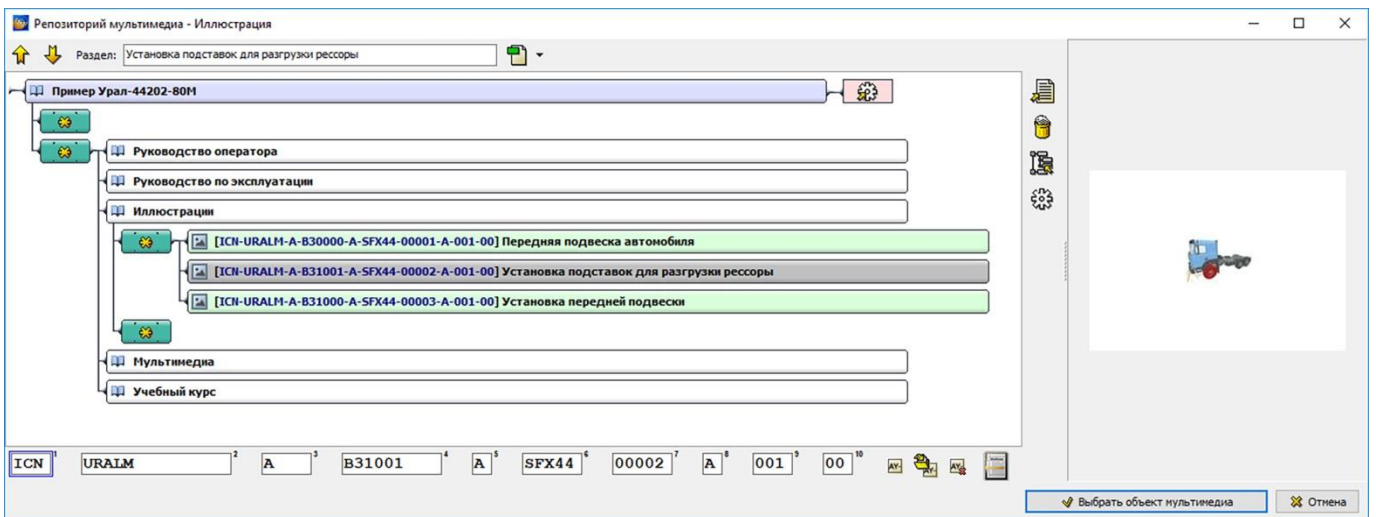 Репозиторий мультимедиа - Иллюстрация
Раздел: Установка подставок для разгрузки рессоры
Пример Урал-44202-80М
Руководство оператора
Руководство по эксплуатации
Иллюстрации
[ICN-URALM-A-B30000-A-SFX44-00001-A-001-00] Передняя подвеска автомобиля
[ICN-URALM-A-B31001-A-SFX44-00002-A-001-00] Установка подставок для разгрузки рессоры
[ICN-URALM-A-B31000-A-SFX44-00003-A-001-00] Установка передней подвески
Мультимедиа
Учебный курс
ICN 1 URALM 2 A 3 B31001 4 A 5 SFX44 6 00002 7 A 8 001 9 00 10 AY- AY- AY
Выбрать объект мультимедиа Отмена